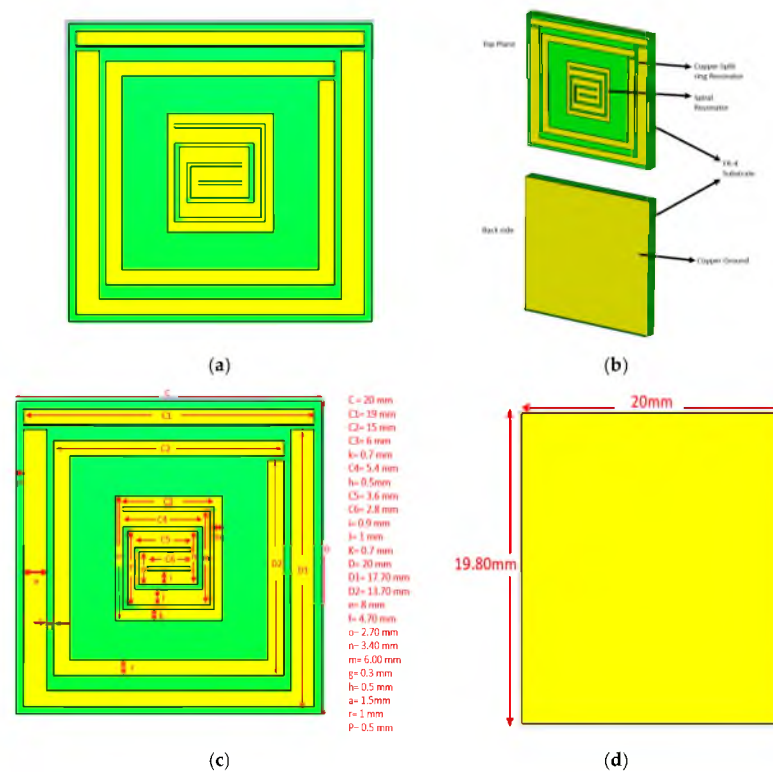 Top Plane
Copper Split
ring Resonator
Spiral
Resonator
FR-4
Substrate
Back side
Copper Ground
(a)
(b)
C
C1
C2
C3
C4
C5
C6
D2
D1
C = 20 mm
C1= 19 mm
C2= 15 mm
C3= 6 mm
k= 0.7 mm
C4= 5.4 mm
h= 0.5mm
C5= 3.6 mm
C6= 2.8 mm
i= 0.9 mm
J= 1 mm
K= 0.7 mm
D= 20 mm
D1= 17.70 mm
D2= 13.70 mm
e= 8 mm
f= 4.70 mm
o= 2.70 mm
n= 3.40 mm
m= 6.00 mm
g= 0.3 mm
h= 0.5 mm
a= 1.5mm
r= 1 mm
P= 0.5 mm
20mm
19.80mm
(c)
(d)